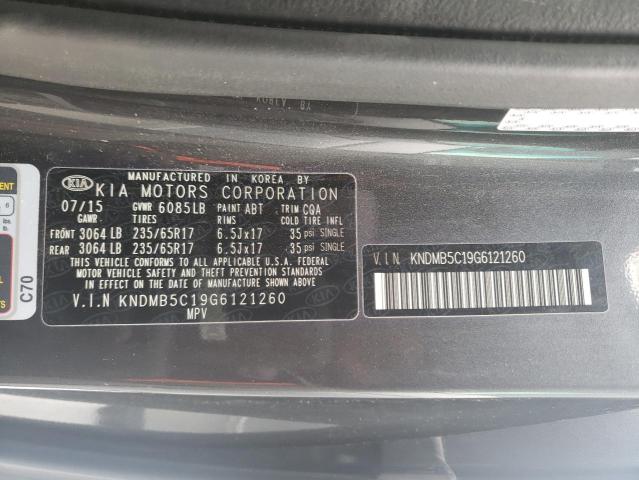 MANUFACTURED IN KOREA BY
KIA KIA MOTORS CORPORATION
07/15 GVWR 6085LB PAINT ABT TRIM CQA
GAWR TIRES RIMS COLD TIRE INFL
FRONT 3064 LB 235/65R17 6.5J×17 35 psi SINGLE
REAR 3064 LB 235/65R17 6.5J×17 35 psi SINGLE
THIS VEHICLE CONFORMS TO ALL APPLICABLE U.S.A. FEDERAL
MOTOR VEHICLE SAFETY, BUMPER, AND THEFT PREVENTION STANDARDS
IN EFFECT ON THE DATE OF MANUFACTURE SHOWN ABOVE.
V.I.N KNDMB5C19G6121260
MPV
V.I.N KNDMB5C19G6121260
C70